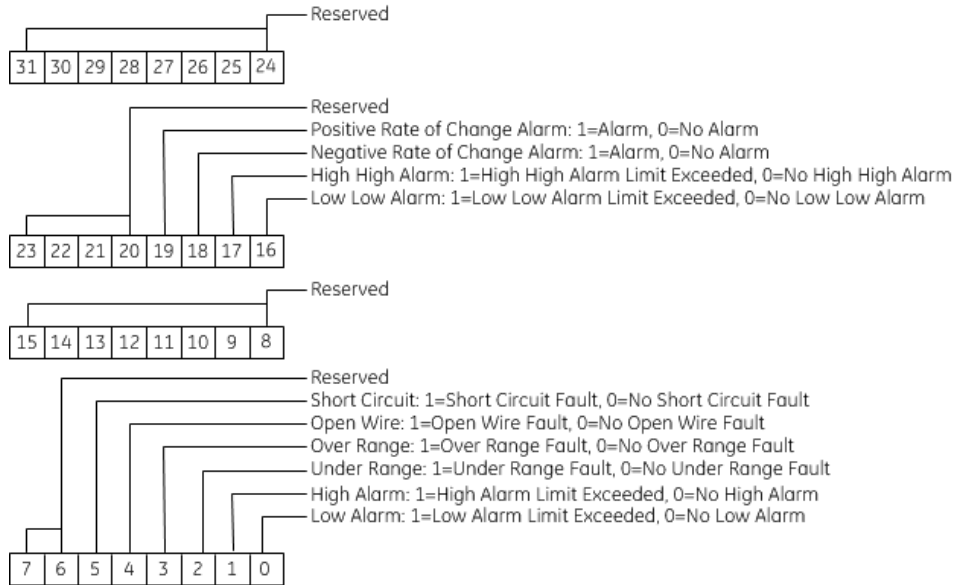 Reserved
31 30 29 28 27 26 25 24
Reserved
Positive Rate of Change Alarm: 1=Alarm, 0=No Alarm
Negative Rate of Change Alarm: 1=Alarm, 0=No Alarm
High High Alarm: 1=High High Alarm Limit Exceeded, 0=No High High Alarm
Low Low Alarm: 1=Low Low Alarm Limit Exceeded, 0=No Low Low Alarm
23 22 21 20 19 18 17 16
Reserved
15 14 13 12 11 10 9 8
Reserved
Short Circuit: 1=Short Circuit Fault, 0=No Short Circuit Fault
Open Wire: 1=Open Wire Fault, 0=No Open Wire Fault
Over Range: 1=Over Range Fault, 0=No Over Range Fault
Under Range: 1=Under Range Fault, 0=No Under Range Fault
High Alarm: 1=High Alarm Limit Exceeded, 0=No High Alarm
Low Alarm: 1=Low Alarm Limit Exceeded, 0=No Low Alarm
7 6 5 4 3 2 1 0